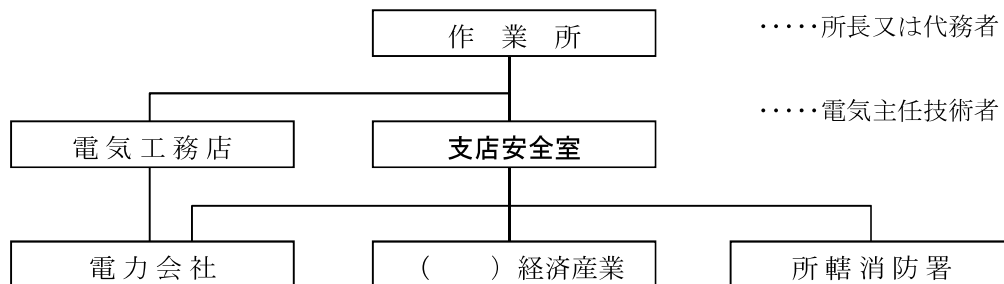 作 業 所
・・・・・所長又は代務者
・・・・・電気主任技術者
電 気 工 務 店
支店安全室
電 力 会 社
（　　）経済産業
所 轄 消 防 署